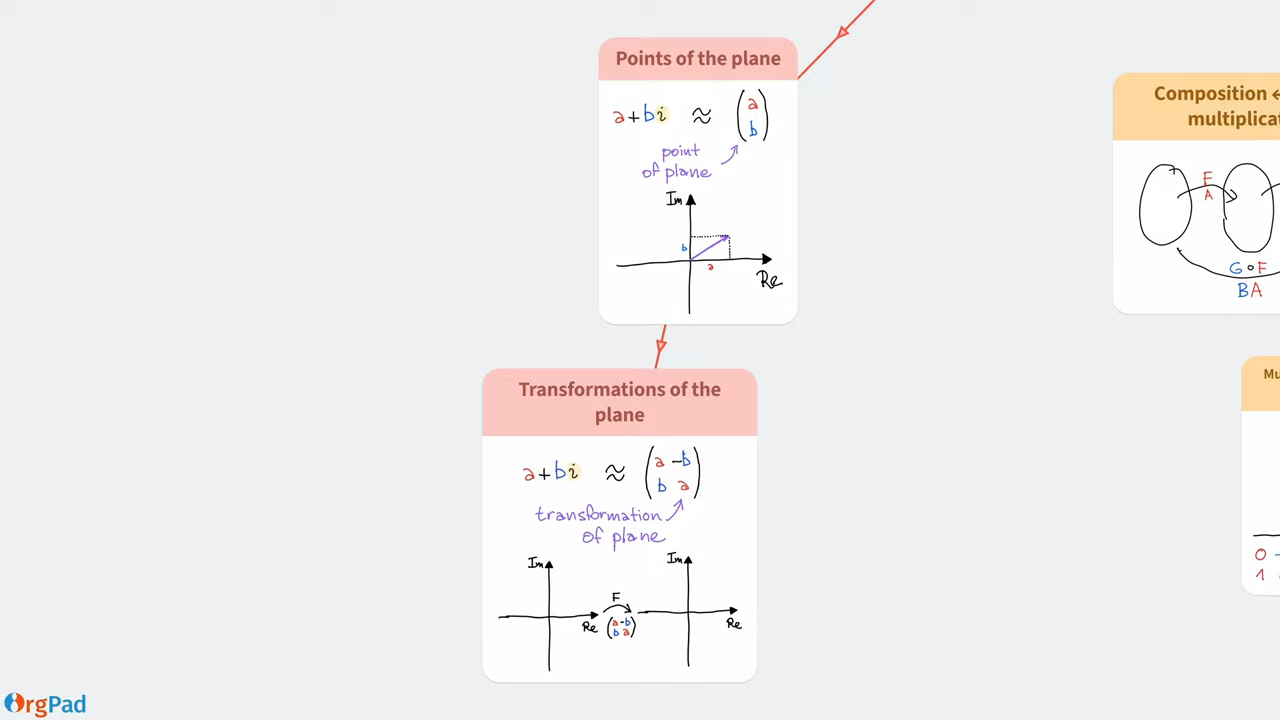 Points of the plane
a+bi ≈ (a
b)
point
of plane
Im
b
a
Re
Transformations of the
plane
a+bi ≈ (a -b
b a)
transformation
of plane
Im
Re
F
(a -b
b a)
Im
Re
Composition
multiplicat
F
A
G∘F
BA
Mu
0 -
1
OrgPad